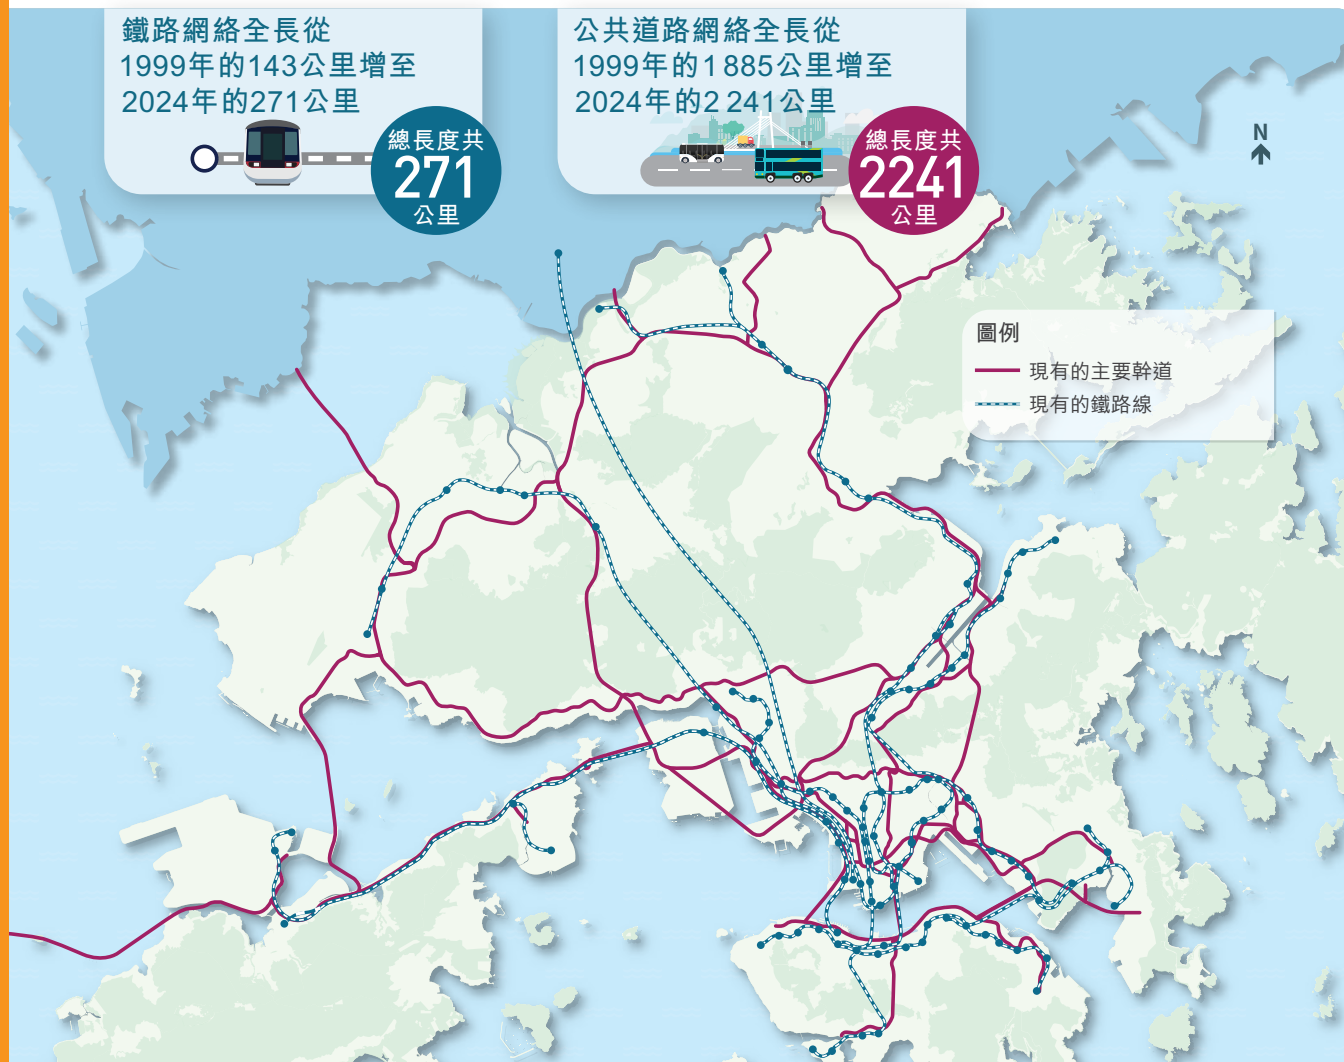 鐵路網絡全長從
1999年的143公里增至
2024年的271公里
總長度共
271
公里
公共道路網絡全長從
1999年的1 885公里增至
2024年的2 241公里
總長度共
2241
公里
N
圖例
現有的主要幹道
現有的鐵路線